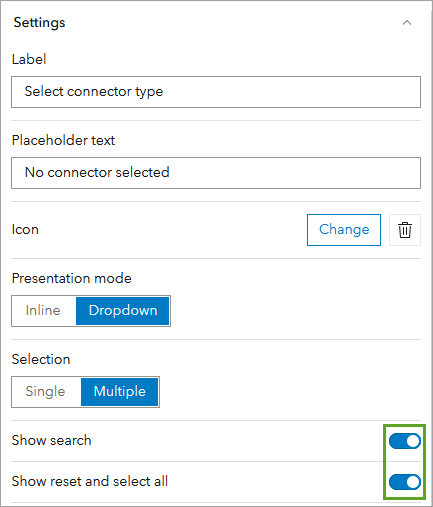 Settings
Label
Select connector type
Placeholder text
No connector selected
Icon Change
Presentation mode
Inline Dropdown
Selection
Single Multiple
Show search
Show reset and select all